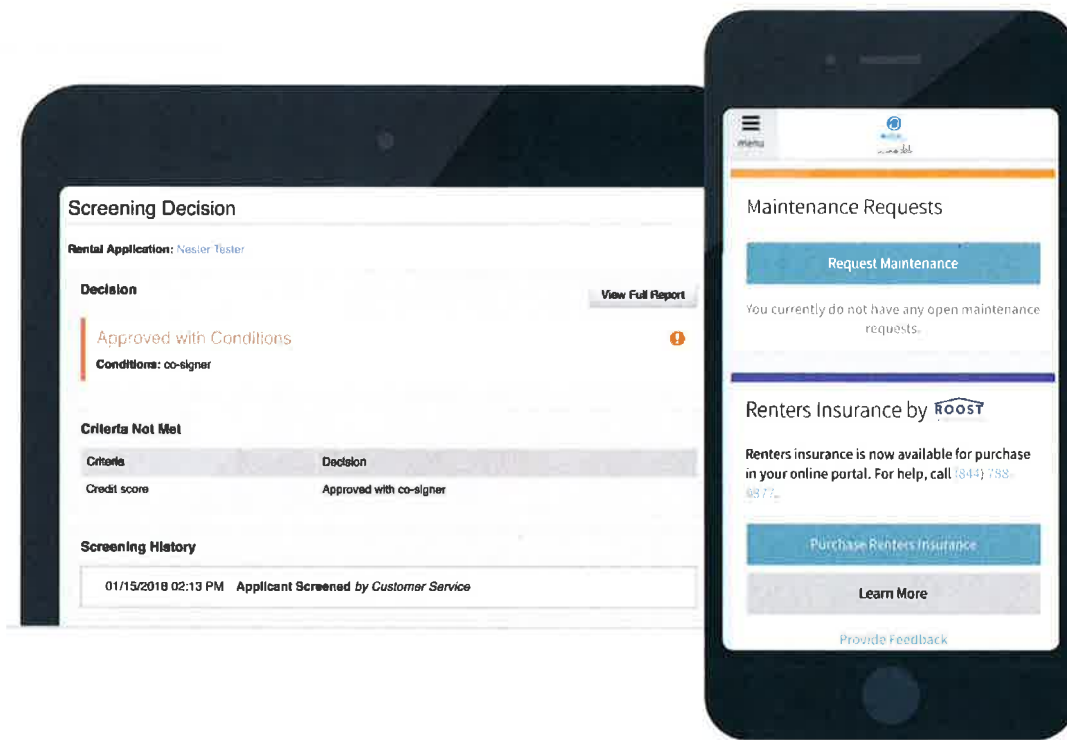 Screening Decision
Rental Application: Nester Tester
Decision
View Full Report
Approved with Conditions
Conditions: co-signer
Criteria Not Met
Criteria Decision
Credit score Approved with co-signer
Screening History
01/15/2018 02:13 PM Applicant Screened by Customer Service
menu
Maintenance Requests
Request Maintenance
You currently do not have any open maintenance
requests.
Renters Insurance by ROOST
Renters insurance is now available for purchase
in your online portal. For help, call (844) 788-
9877.
Purchase Renters Insurance
Learn More
Provide Feedback